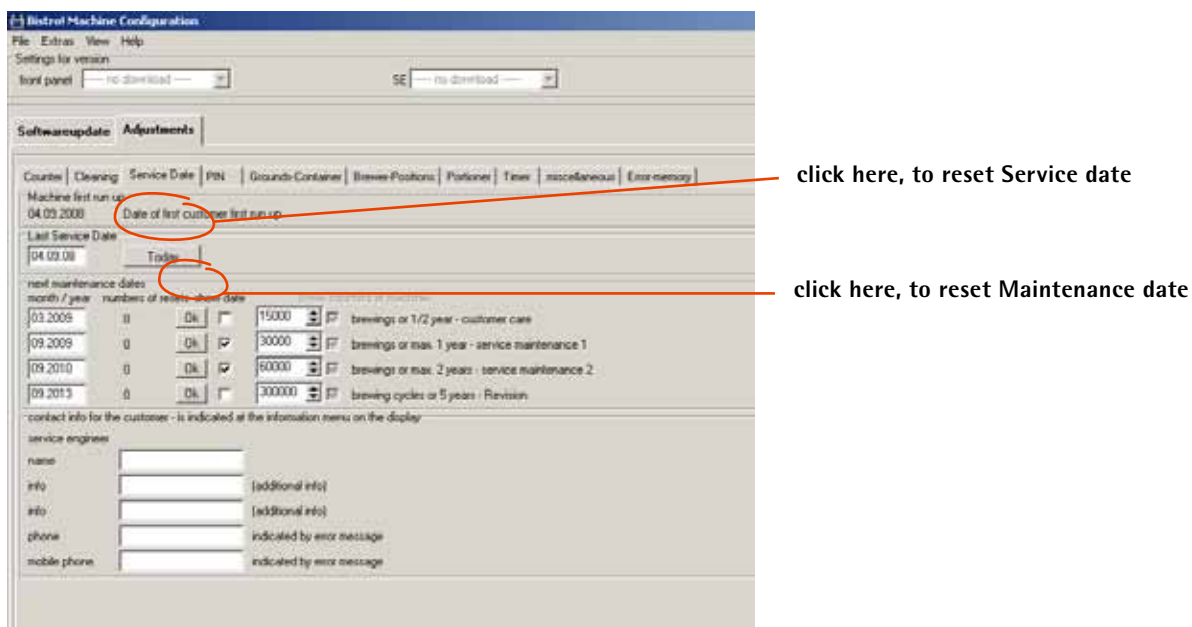 Bistro! Machine Configuration
File Extras View Help
Settings for version
front panel --- no download --- SE --- no download ---
Softwareupdate Adjustments
Counter Cleaning Service Date PIN Grounds-Container Brewer-Positions Portioner Timer miscellaneous Error-memory
click here, to reset Service date
Machine first run up
04.09.2008 Date of first customer first run up
Last Service Date
04.09.08 Today
next maintenance dates
click here, to reset Maintenance date
month / year numbers of resets show date
03.2009 0 Ok 15000 brewings or 1/2 year - customer care
09.2009 0 Ok 30000 brewings or max. 1 year - service maintenance 1
09.2010 0 Ok 60000 brewings or max. 2 years - service maintenance 2
09.2013 0 Ok 300000 brewing cycles or 5 years - Revision
contact info for the customer - is indicated at the information menu on the display
service engineer
name
info (additional info)
info (additional info)
phone indicated by error message
mobile phone indicated by error message